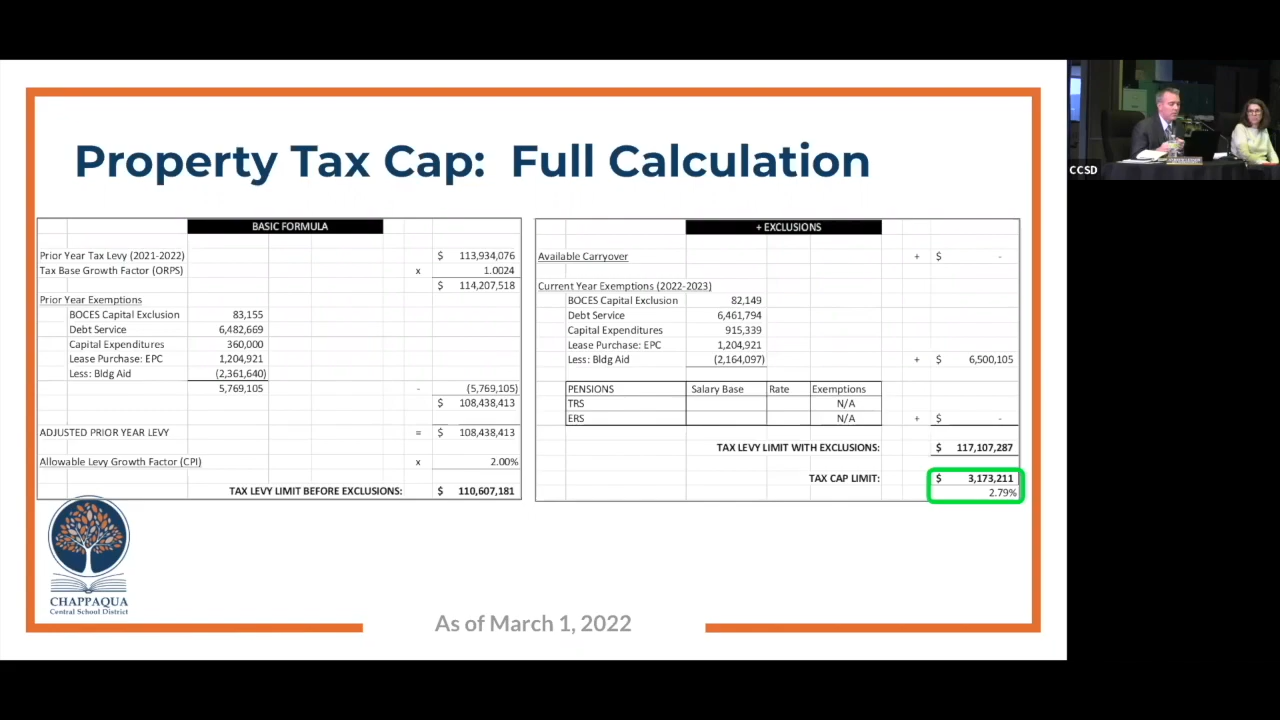 Property Tax Cap: Full Calculation
BASIC FORMULA
Prior Year Tax Levy (2021-2022) $ 113,934,076
Tax Base Growth Factor (ORPS) x 1.0024
$ 114,207,518
Prior Year Exemptions
BOCES Capital Exclusion 83,155
Debt Service 6,482,669
Capital Expenditures 360,000
Lease Purchase: EPC 1,204,921
Less: Bldg Aid (2,361,640)
5,769,105 - (5,769,105)
$ 108,438,413
ADJUSTED PRIOR YEAR LEVY = $ 108,438,413
Allowable Levy Growth Factor (CPI) x 2.00%
TAX LEVY LIMIT BEFORE EXCLUSIONS: $ 110,607,181
+ EXCLUSIONS
Available Carryover + $ -
Current Year Exemptions (2022-2023)
BOCES Capital Exclusion 82,149
Debt Service 6,461,794
Capital Expenditures 915,339
Lease Purchase: EPC 1,204,921
Less: Bldg Aid (2,164,097) + $ 6,500,105
PENSIONS Salary Base Rate Exemptions
TRS N/A
ERS N/A + $ -
TAX LEVY LIMIT WITH EXCLUSIONS: $ 117,107,287
TAX CAP LIMIT: $ 3,173,211
2.79%
CHAPPAQUA
Central School District
As of March 1, 2022
CCSD